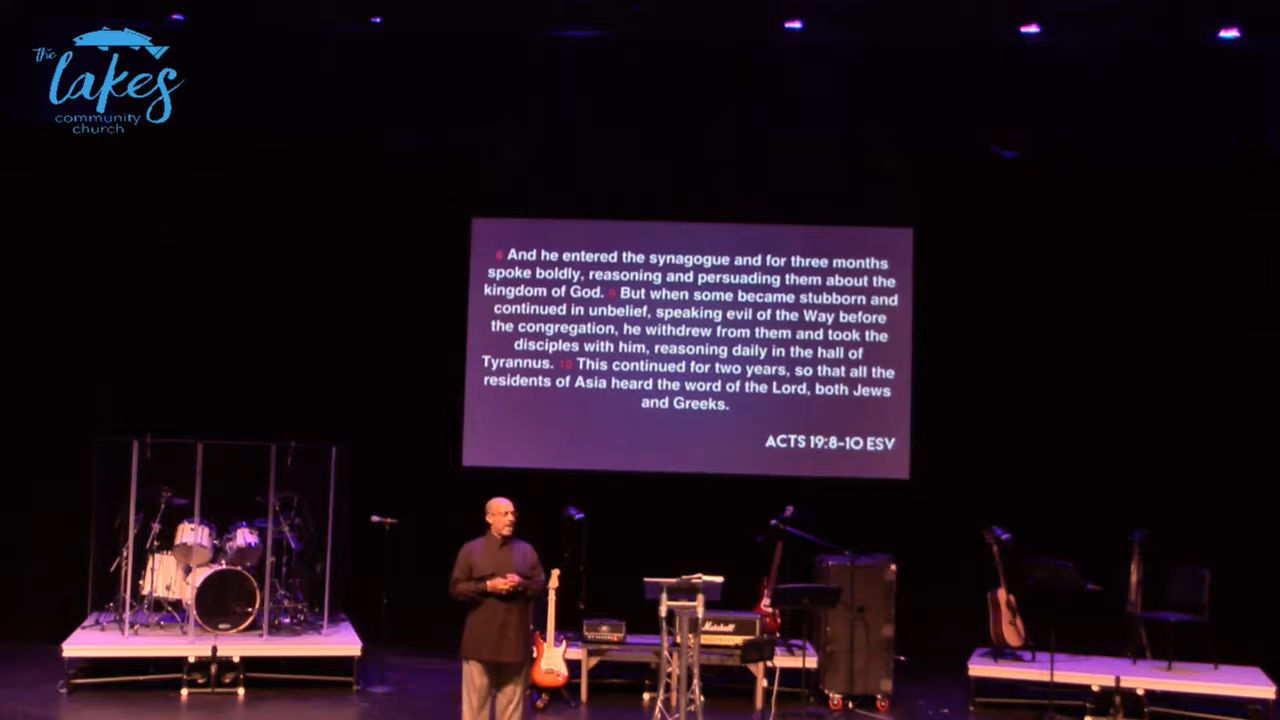 the
lakes
community
church
8 And he entered the synagogue and for three months
spoke boldly, reasoning and persuading them about the
kingdom of God. 9 But when some became stubborn and
continued in unbelief, speaking evil of the Way before
the congregation, he withdrew from them and took the
disciples with him, reasoning daily in the hall of
Tyrannus. 10 This continued for two years, so that all the
residents of Asia heard the word of the Lord, both Jews
and Greeks.
ACTS 19:8-10 ESV
Marshall